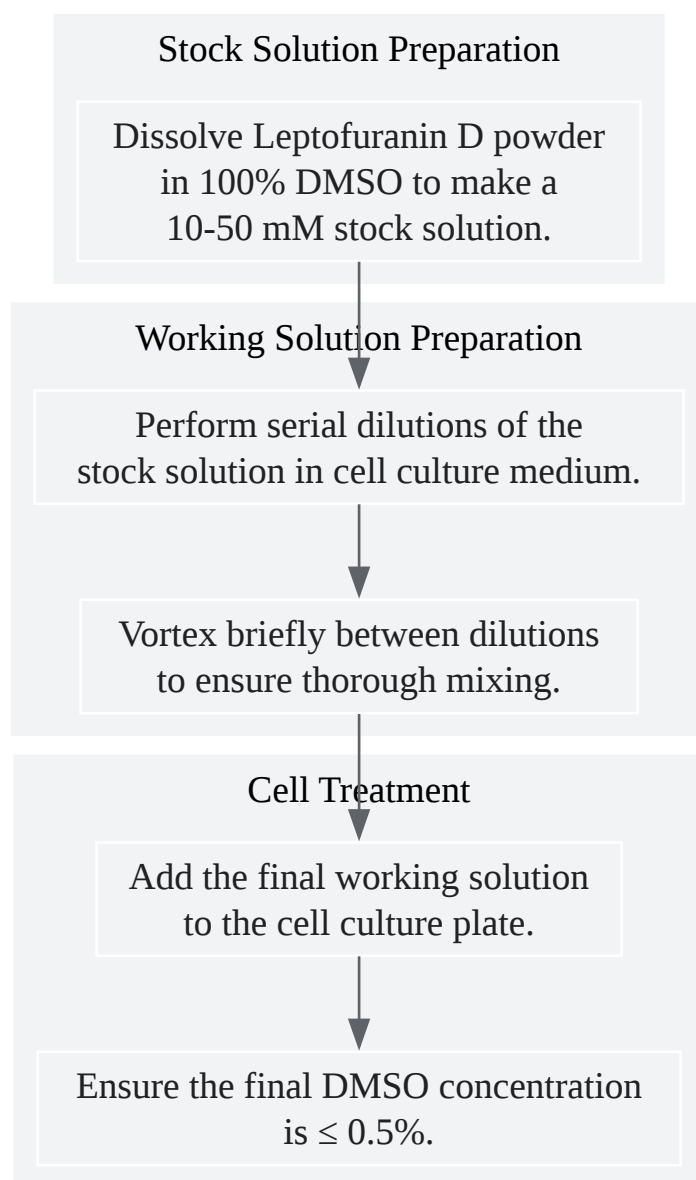 Stock Solution Preparation
Dissolve Leptofuranin D powder
in 100% DMSO to make a
10-50 mM stock solution.
Working Solution Preparation
Perform serial dilutions of the
stock solution in cell culture medium.
Vortex briefly between dilutions
to ensure thorough mixing.
Cell Treatment
Add the final working solution
to the cell culture plate.
Ensure the final DMSO concentration
is ≤ 0.5%.